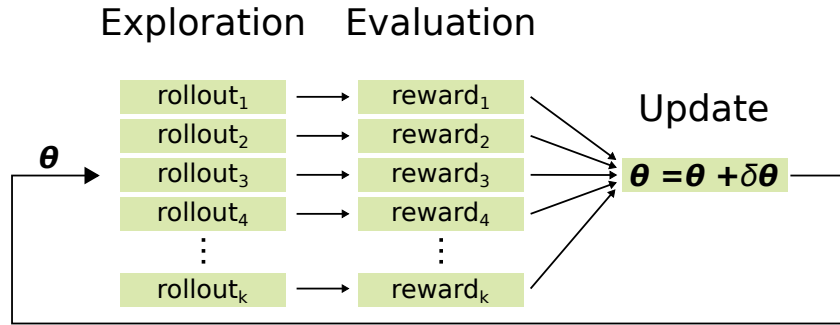 Exploration Evaluation
rollout₁ reward₁
Update
rollout₂ reward₂
θ
rollout₃ reward₃ θ =θ +δθ
rollout₄ reward₄
⋮ ⋮
rolloutₖ rewardₖ